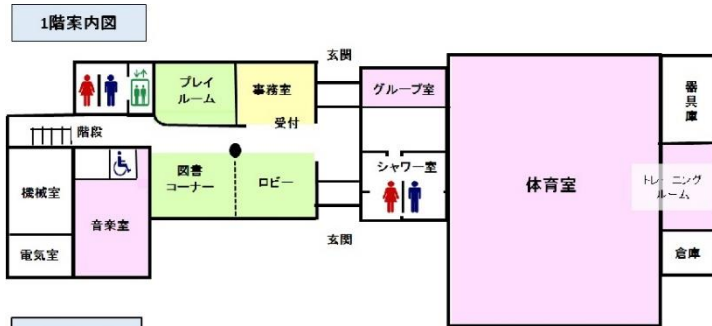 1階案内図
玄関
プレイ
ルーム
事務室
グループ室
器
具
庫
受付
階段
図書
コーナー
ロビー
シャワー室
体育室
トレーニング
ルーム
機械室
音楽室
玄関
電気室
倉庫